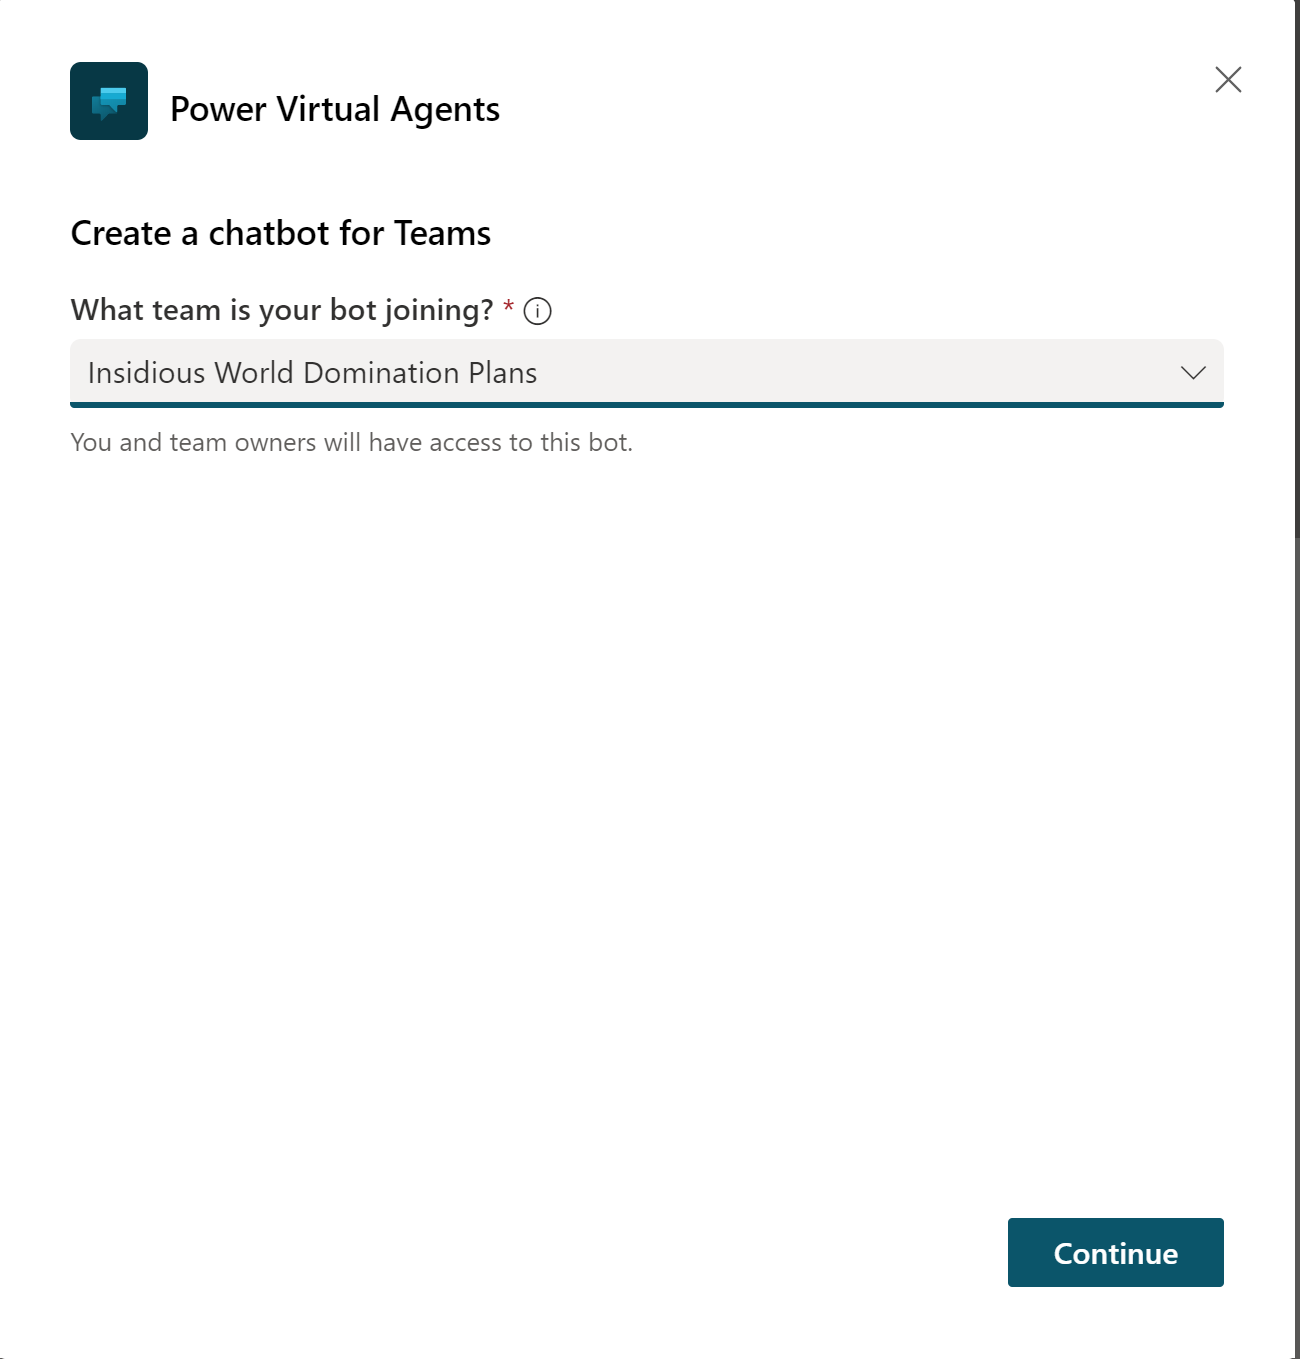 Power Virtual Agents
Create a chatbot for Teams
What team is your bot joining? *
Insidious World Domination Plans
You and team owners will have access to this bot.
Continue